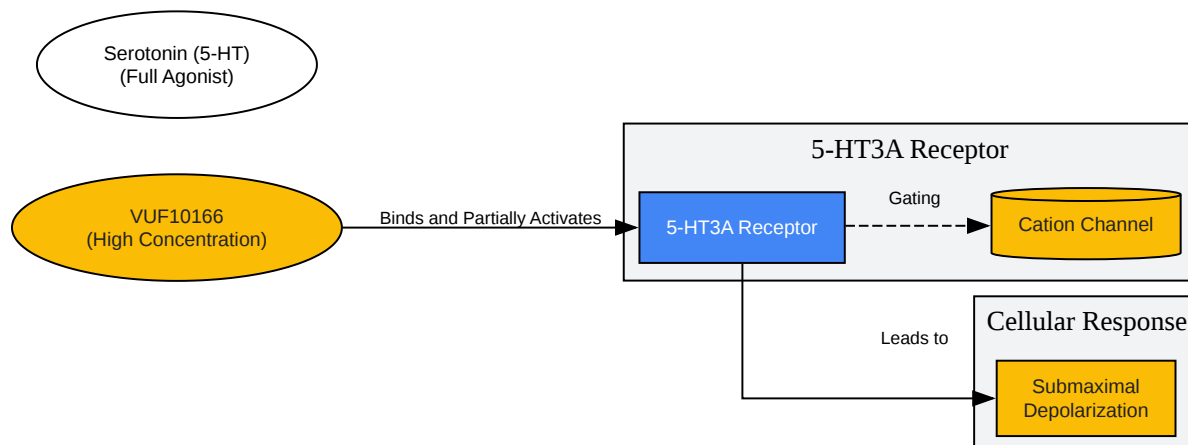 Serotonin (5-HT)
(Full Agonist)
5-HT3A Receptor
VUF10166
(High Concentration)
Binds and Partially Activates
5-HT3A Receptor
Gating
Cation Channel
Cellular Response
Leads to
Submaximal
Depolarization